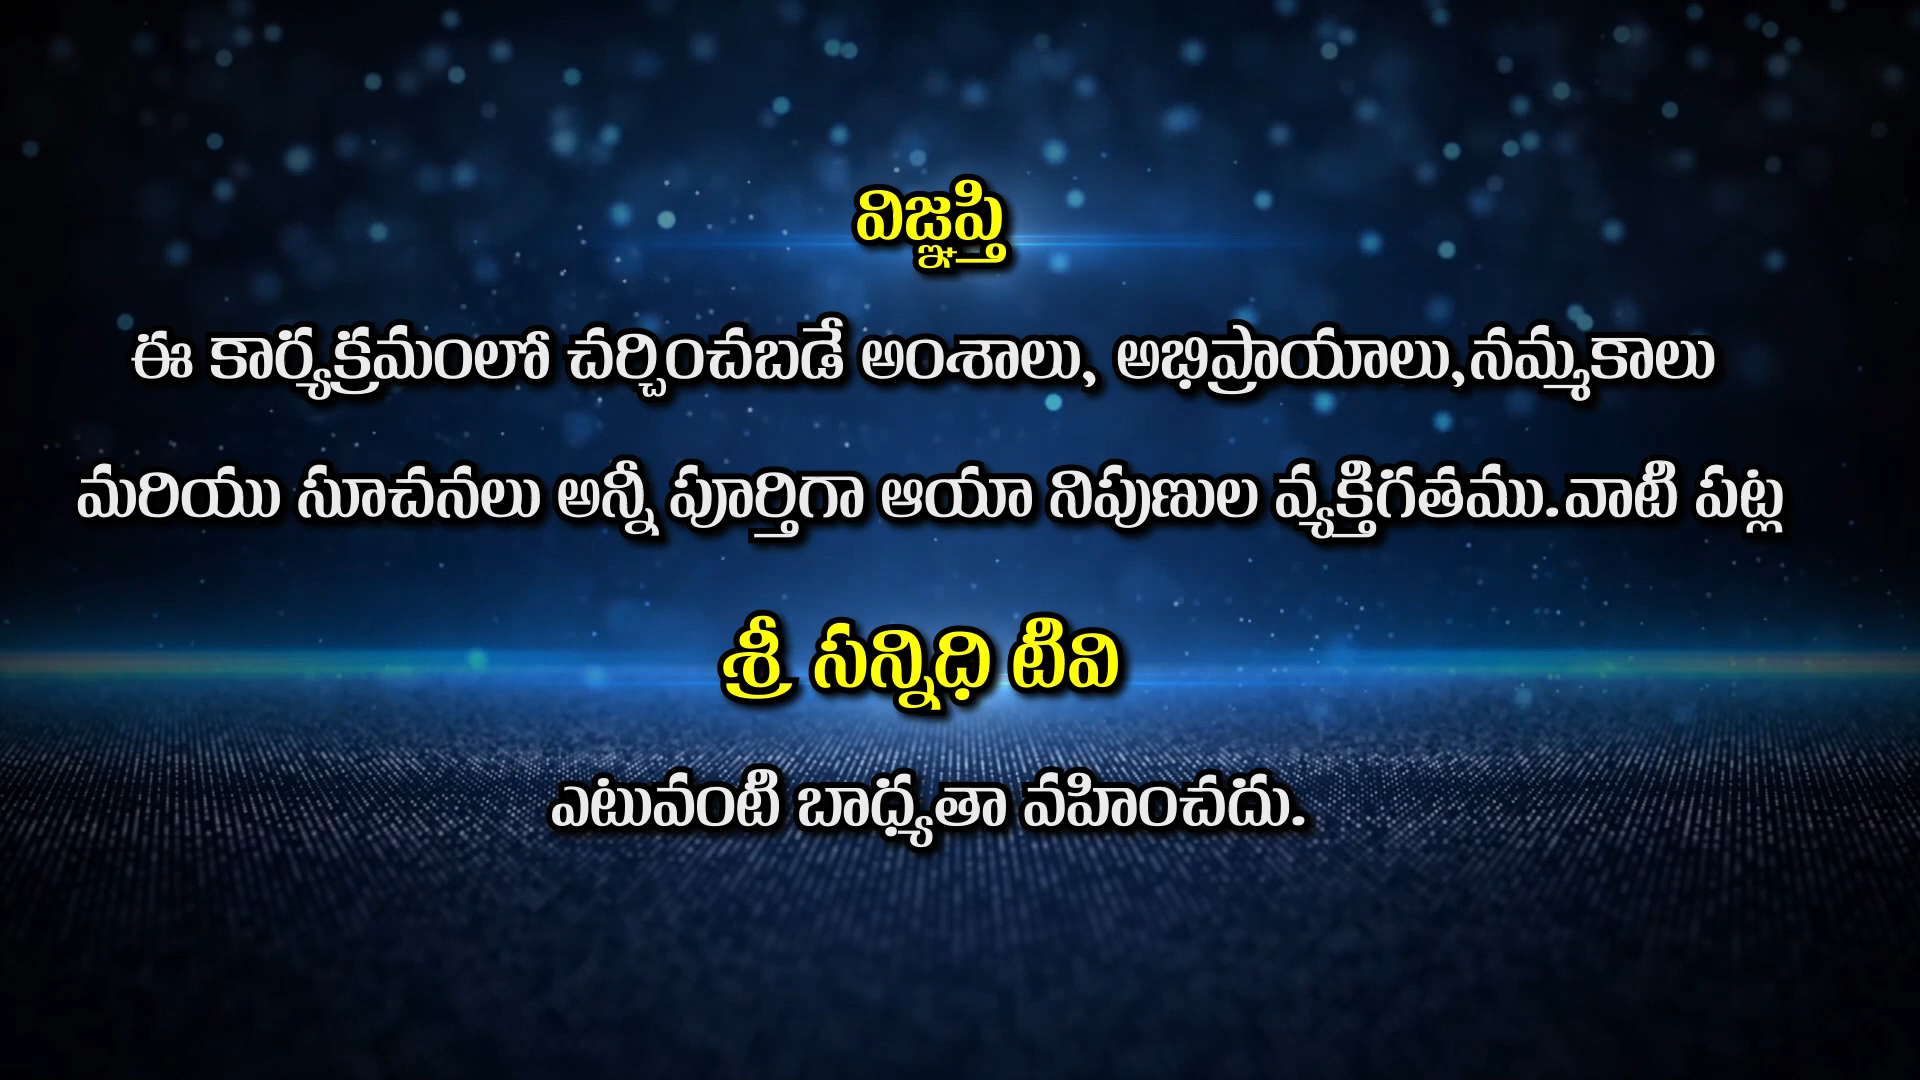 విజ్ఞప్తి
ఈ కార్యక్రమంలో చర్చించబడే అంశాలు, అభిప్రాయాలు,నమ్మకాలు
మరియు సూచనలు అన్నీ పూర్తిగా ఆయా నిపుణుల వ్యక్తిగతము.వాటి పట్ల
శ్రీ సన్నిధి టీవి
ఎటువంటి బాధ్యతా వహించదు.